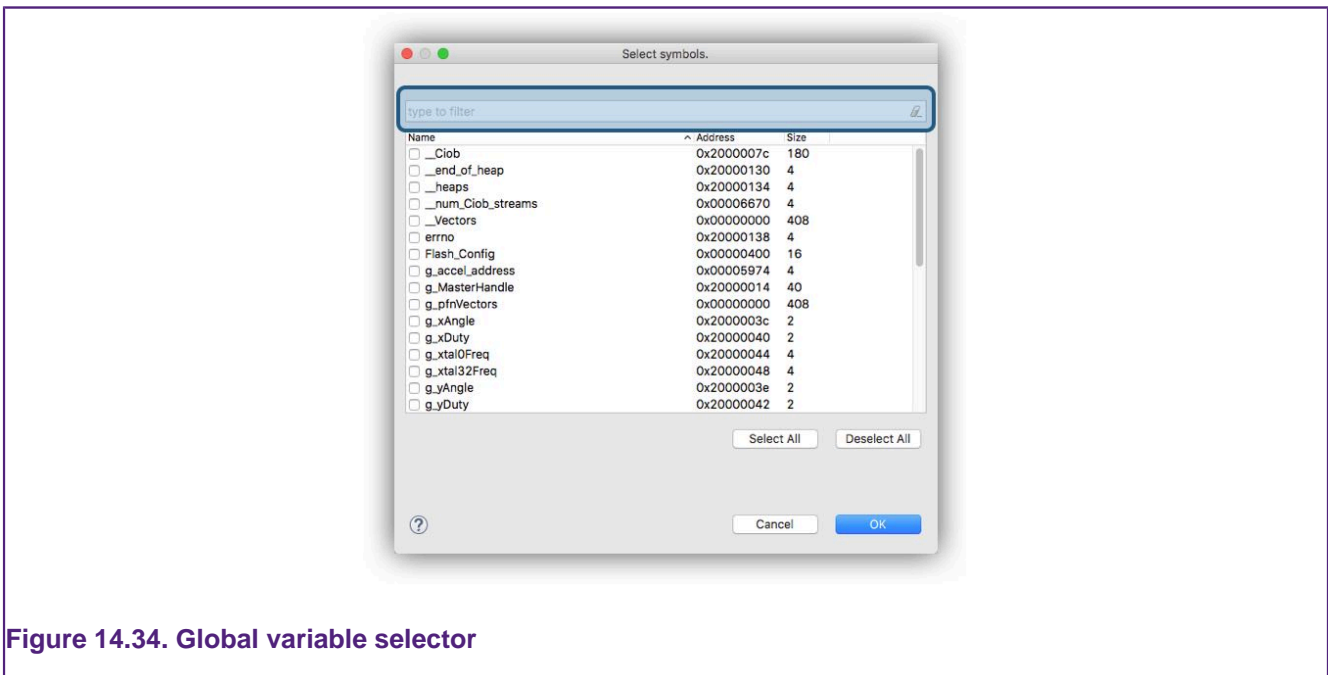 Select symbols.
type to filter
Name Address Size
__Ciob 0x2000007c 180
__end_of_heap 0x20000130 4
__heaps 0x20000134 4
__num_Ciob_streams 0x00006670 4
__Vectors 0x00000000 408
errno 0x20000138 4
Flash_Config 0x00000400 16
g_accel_address 0x00005974 4
g_MasterHandle 0x20000014 40
g_pfnVectors 0x00000000 408
g_xAngle 0x2000003c 2
g_xDuty 0x20000040 2
g_xtal0Freq 0x20000044 4
g_xtal32Freq 0x20000048 4
g_yAngle 0x2000003e 2
g_yDuty 0x20000042 2
Select All Deselect All
? Cancel OK
Figure 14.34. Global variable selector